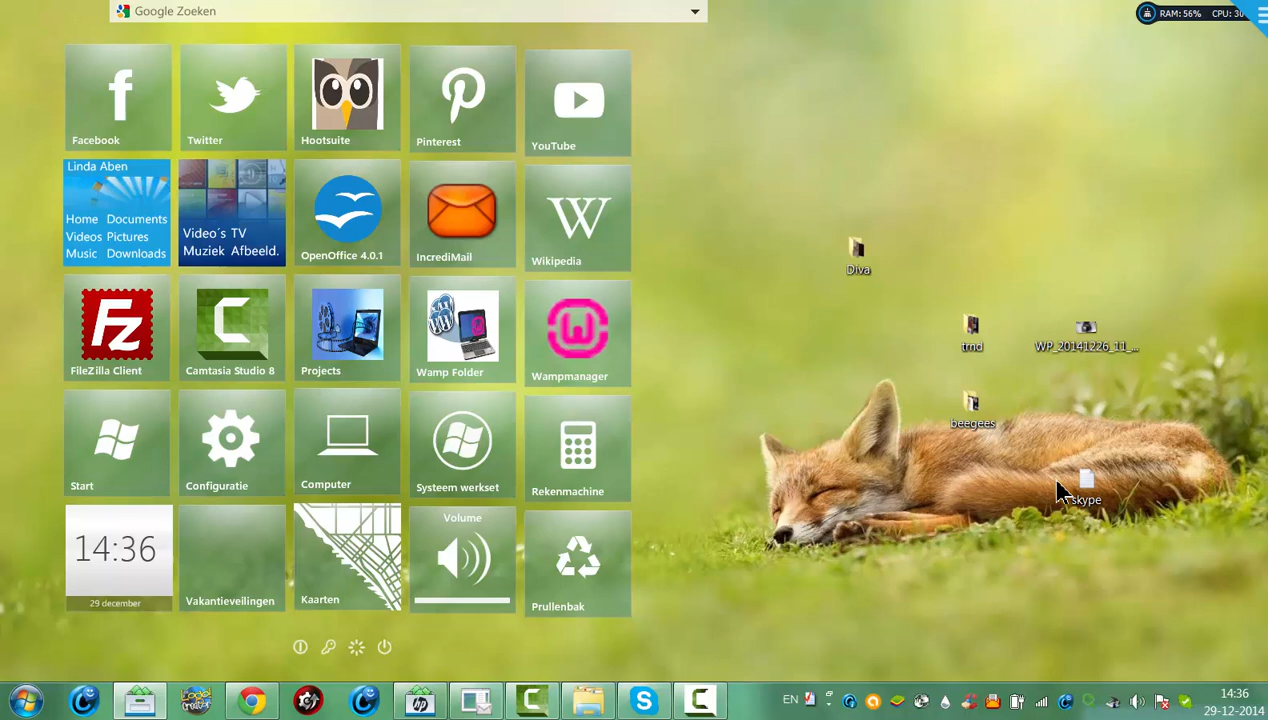 Google Zoeken
RAM: 56% CPU: 30
Facebook
Twitter
Hootsuite
Pinterest
YouTube
Linda Aben
Home Documents
Videos Pictures
Music Downloads
Video´s TV
Muziek Afbeeld.
OpenOffice 4.0.1
IncrediMail
W
Wikipedia
Fz
FileZilla Client
Camtasia Studio 8
Projects
Wamp Folder
Wampmanager
Start
Configuratie
Computer
Systeem werkset
Rekenmachine
14:36
29 december
Vakantieveilingen
Kaarten
Volume
Prullenbak
Diva
trnd
WP_20141226_11_...
beegees
skype
EN
14:36
29-12-2014